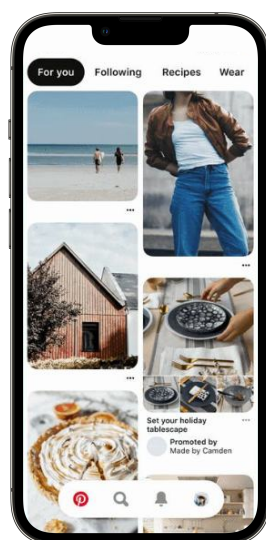 For you Following Recipes Wear
Set your holiday
tablescape
Promoted by
Made by Camden